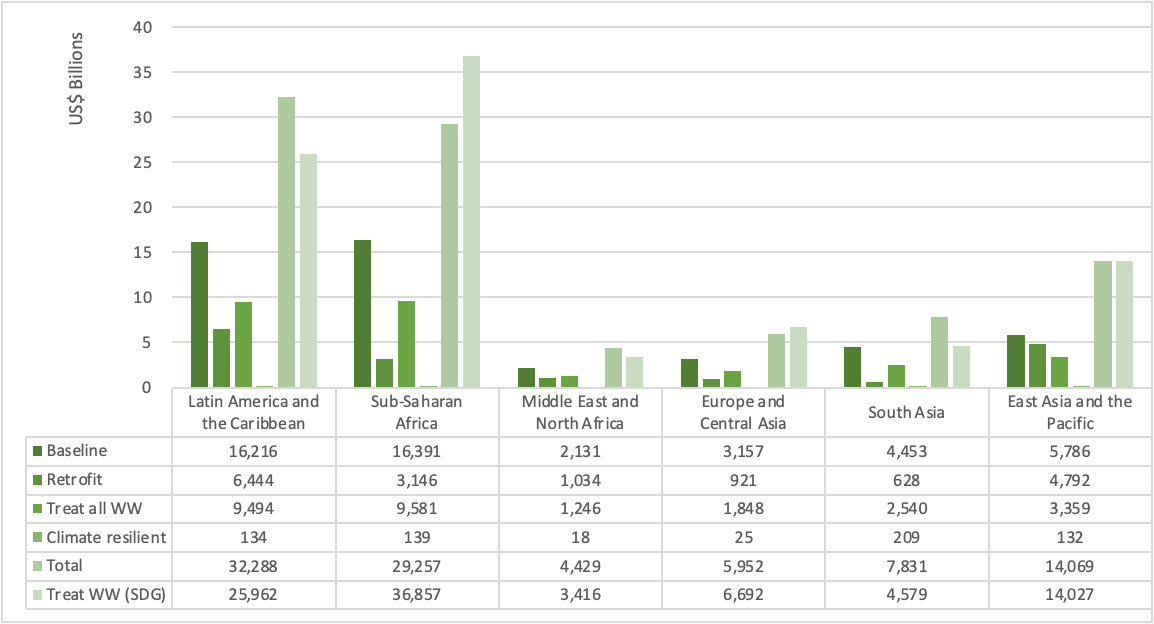 US$ Billions
40
35
30
25
20
15
10
5
0
Latin America and the Caribbean
Sub-Saharan Africa
Middle East and North Africa
Europe and Central Asia
South Asia
East Asia and the Pacific
Baseline 16,216 16,391 2,131 3,157 4,453 5,786
Retrofit 6,444 3,146 1,034 921 628 4,792
Treat all WW 9,494 9,581 1,246 1,848 2,540 3,359
Climate resilient 134 139 18 25 209 132
Total 32,288 29,257 4,429 5,952 7,831 14,069
Treat WW (SDG) 25,962 36,857 3,416 6,692 4,579 14,027